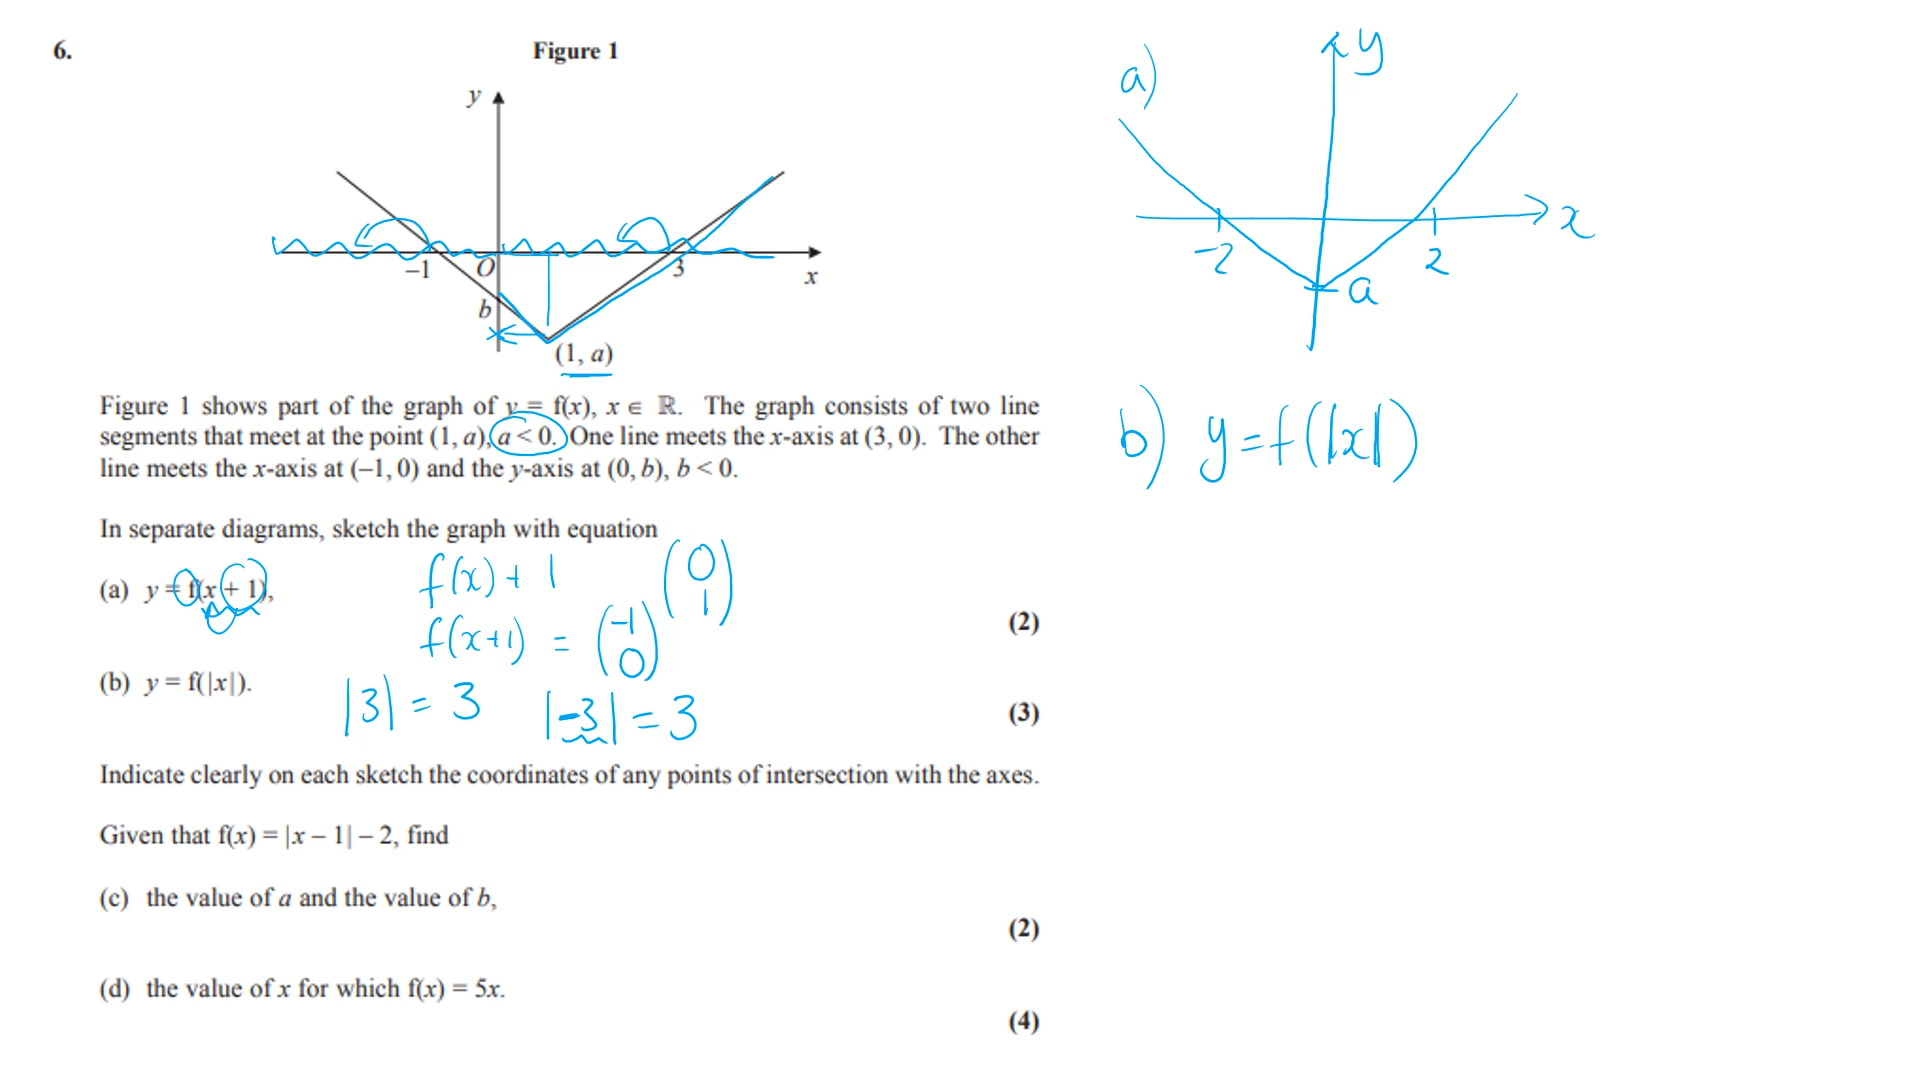 6.
Figure 1
y
-1 O 3 x
b
(1, a)
Figure 1 shows part of the graph of y = f(x), x ∈ ℝ. The graph consists of two line
segments that meet at the point (1, a), a < 0. One line meets the x-axis at (3, 0). The other
line meets the x-axis at (–1, 0) and the y-axis at (0, b), b < 0.
In separate diagrams, sketch the graph with equation
(a) y = f(x + 1),
(2)
(b) y = f(|x|).
(3)
Indicate clearly on each sketch the coordinates of any points of intersection with the axes.
Given that f(x) = |x – 1| – 2, find
(c) the value of a and the value of b,
(2)
(d) the value of x for which f(x) = 5x.
(4)
f(x) + 1 (0 1)
f(x+1) = (-1 0)
|3| = 3 |-3| = 3
a)
y
x
-2 2
a
b) y = f(|x|)